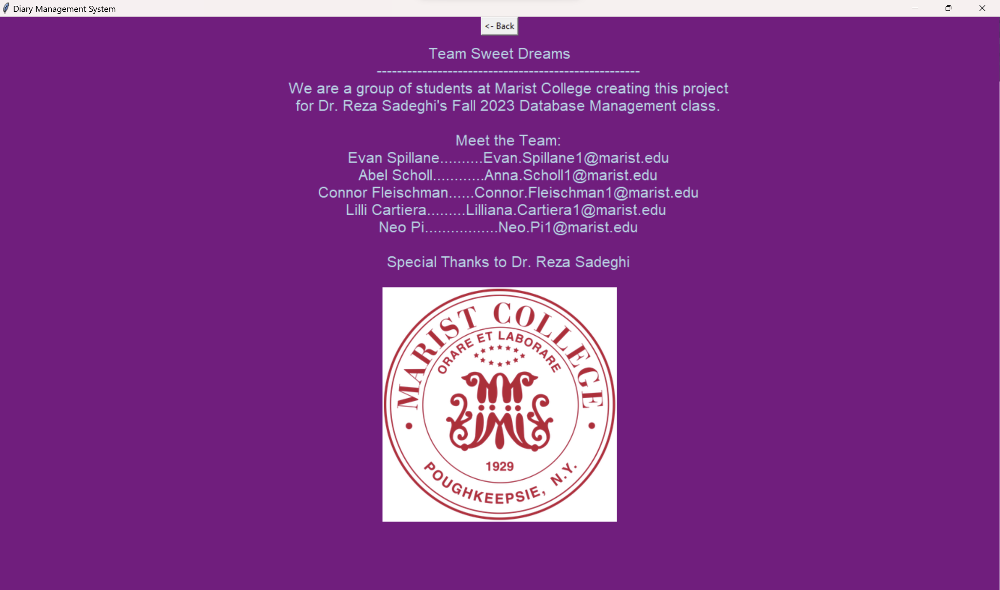 Diary Management System
<- Back
Team Sweet Dreams
----------------------------------------------------
We are a group of students at Marist College creating this project
for Dr. Reza Sadeghi's Fall 2023 Database Management class.
Meet the Team:
Evan Spillane..........Evan.Spillane1@marist.edu
Abel Scholl............Anna.Scholl1@marist.edu
Connor Fleischman......Connor.Fleischman1@marist.edu
Lilli Cartiera.........Lilliana.Cartiera1@marist.edu
Neo Pi.................Neo.Pi1@marist.edu
Special Thanks to Dr. Reza Sadeghi
MARIST COLLEGE
ORARE ET LABORARE
1929
POUGHKEEPSIE, N.Y.